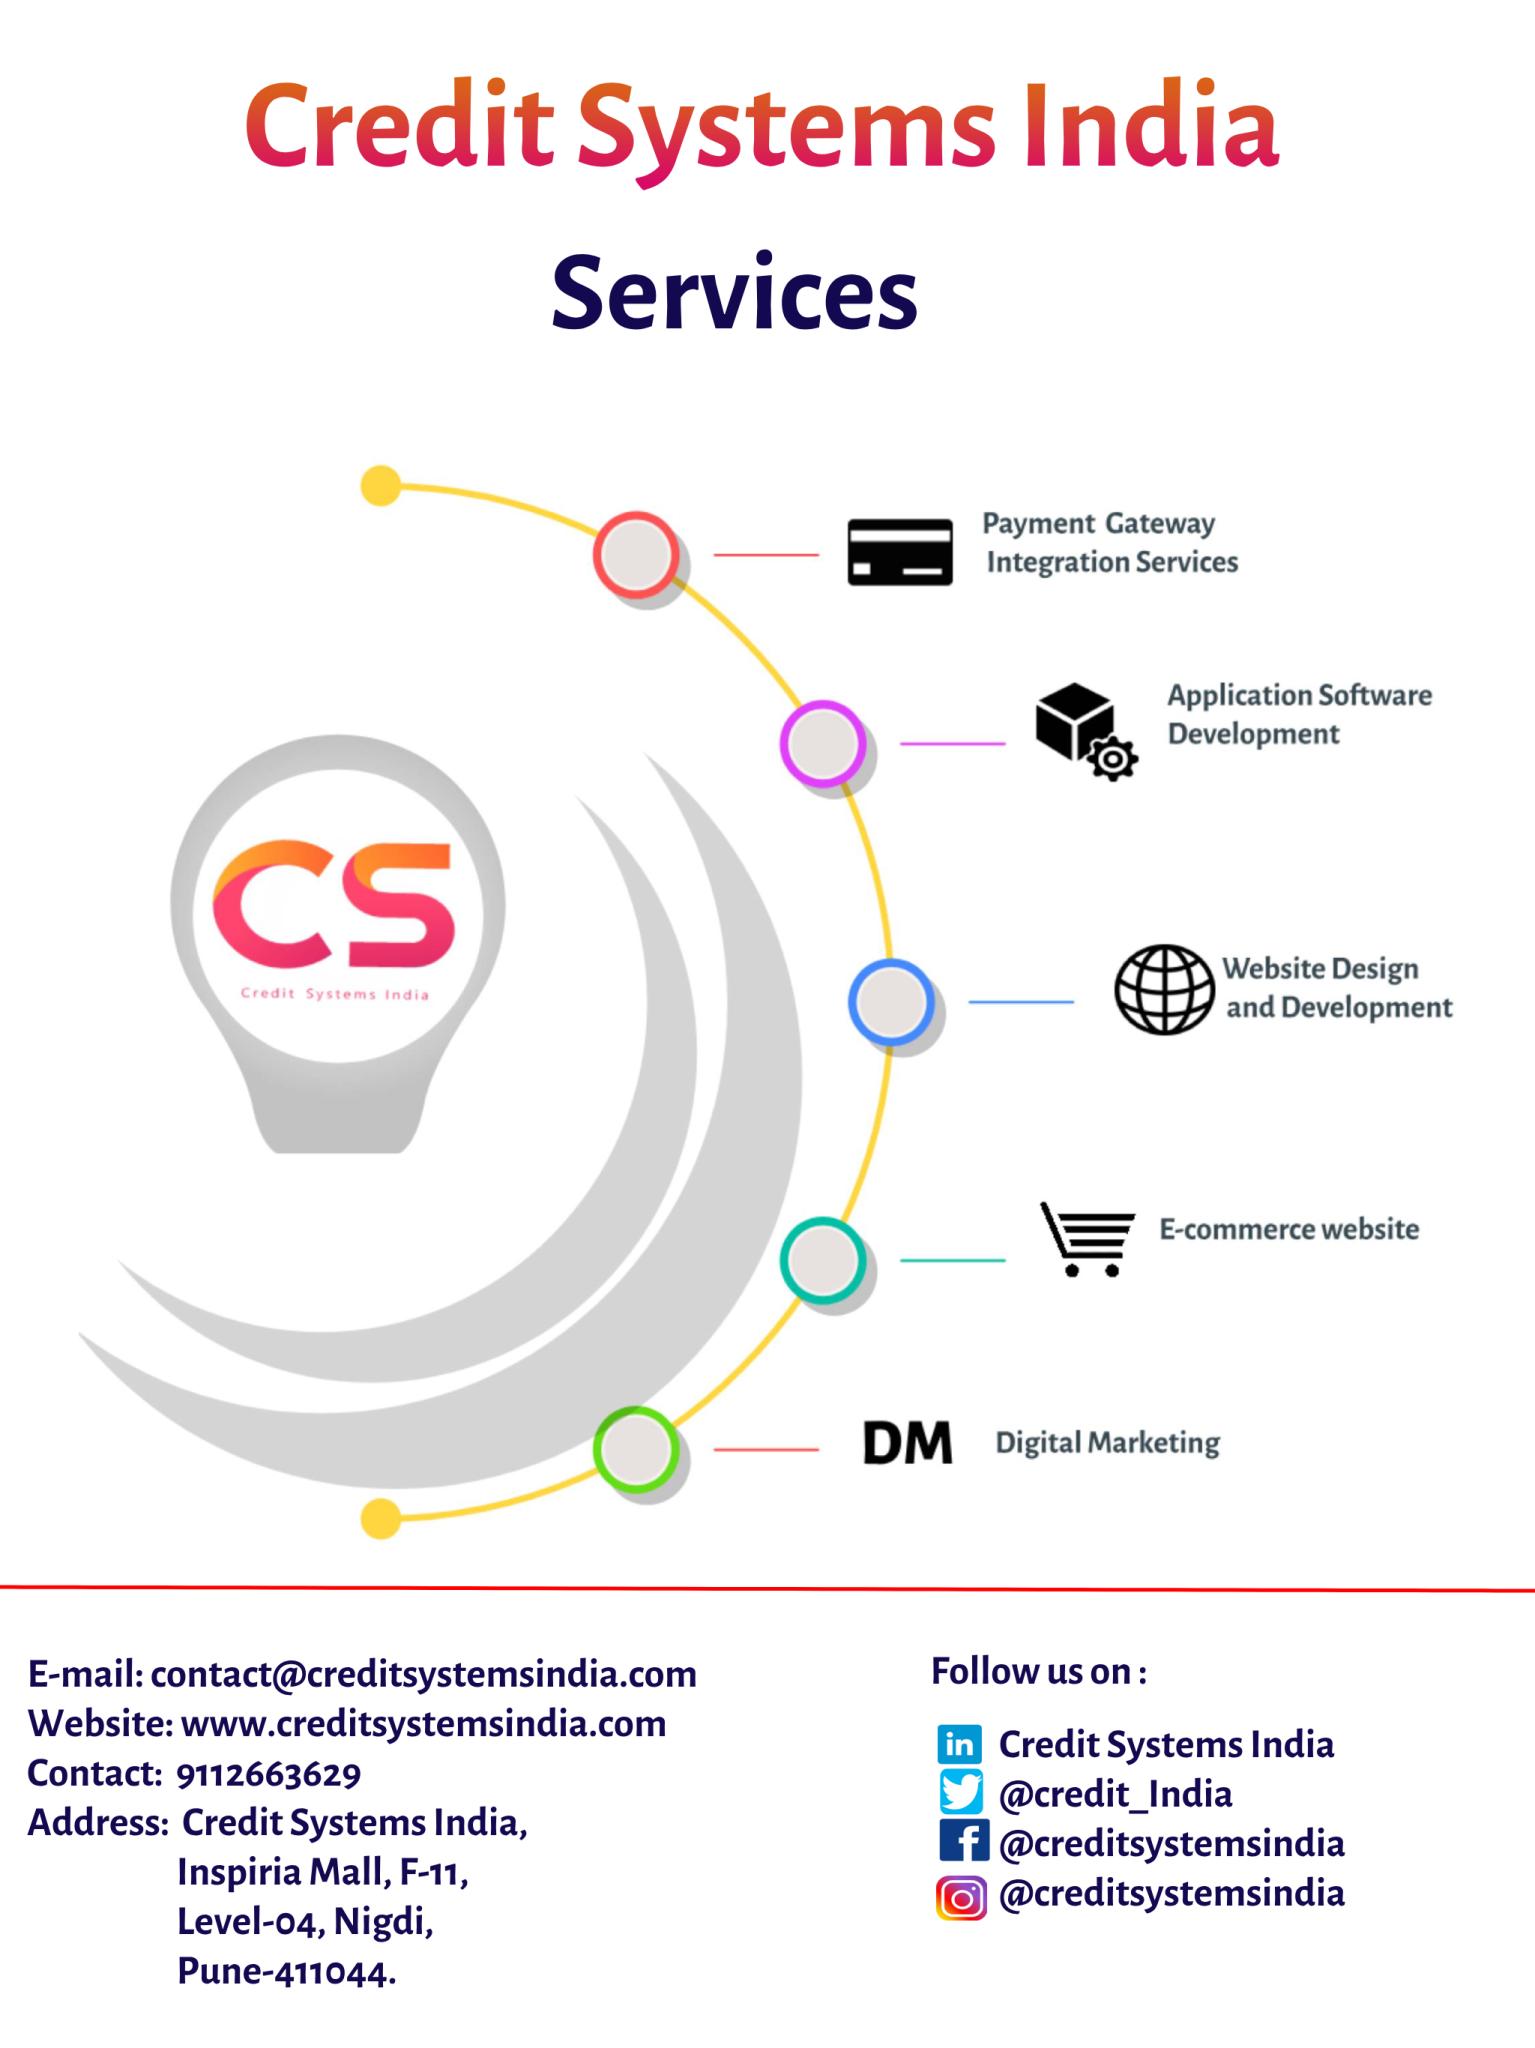 Credit Systems India
Services
Payment Gateway
Integration Services
Application Software
Development
CS
Credit Systems India
Website Design
and Development
E-commerce website
DM
Digital Marketing
E-mail: contact@creditsystemsindia.com
Website: www.creditsystemsindia.com
Contact: 9112663629
Address: Credit Systems India,
Inspiria Mall, F-11,
Level-04, Nigdi,
Pune-411044.
Follow us on :
in Credit Systems India
@credit_India
f @creditsystemsindia
@creditsystemsindia